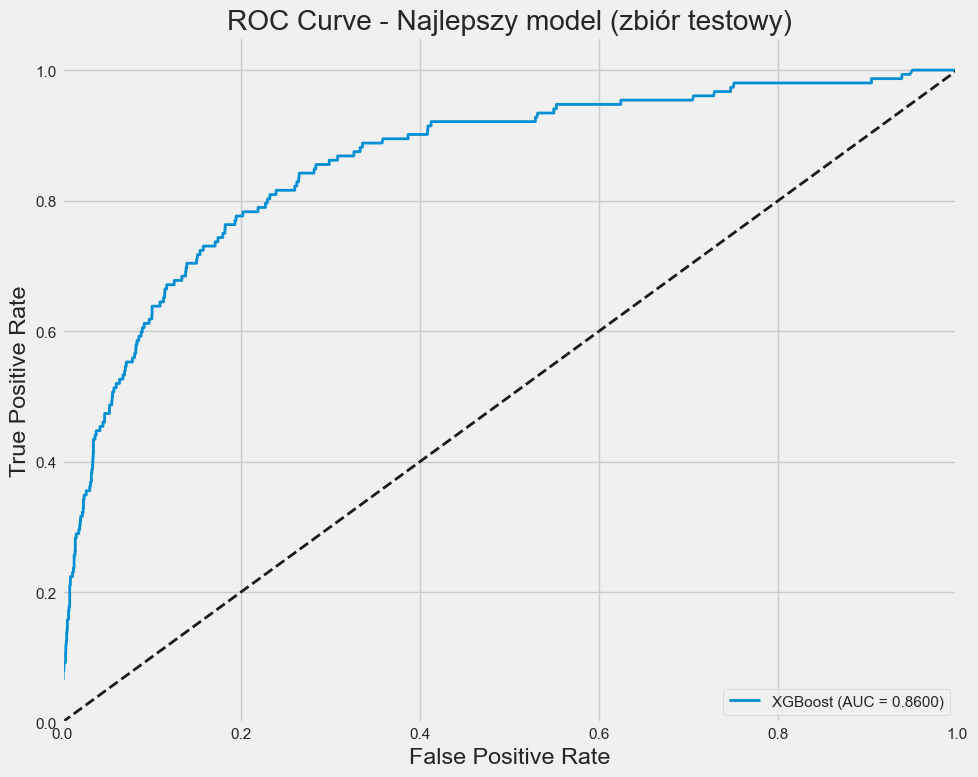 ROC Curve - Najlepszy model (zbiór testowy)
1.0
0.8
0.6
0.4
0.2
0.0
True Positive Rate
0.0 0.2 0.4 0.6 0.8 1.0
False Positive Rate
XGBoost (AUC = 0.8600)